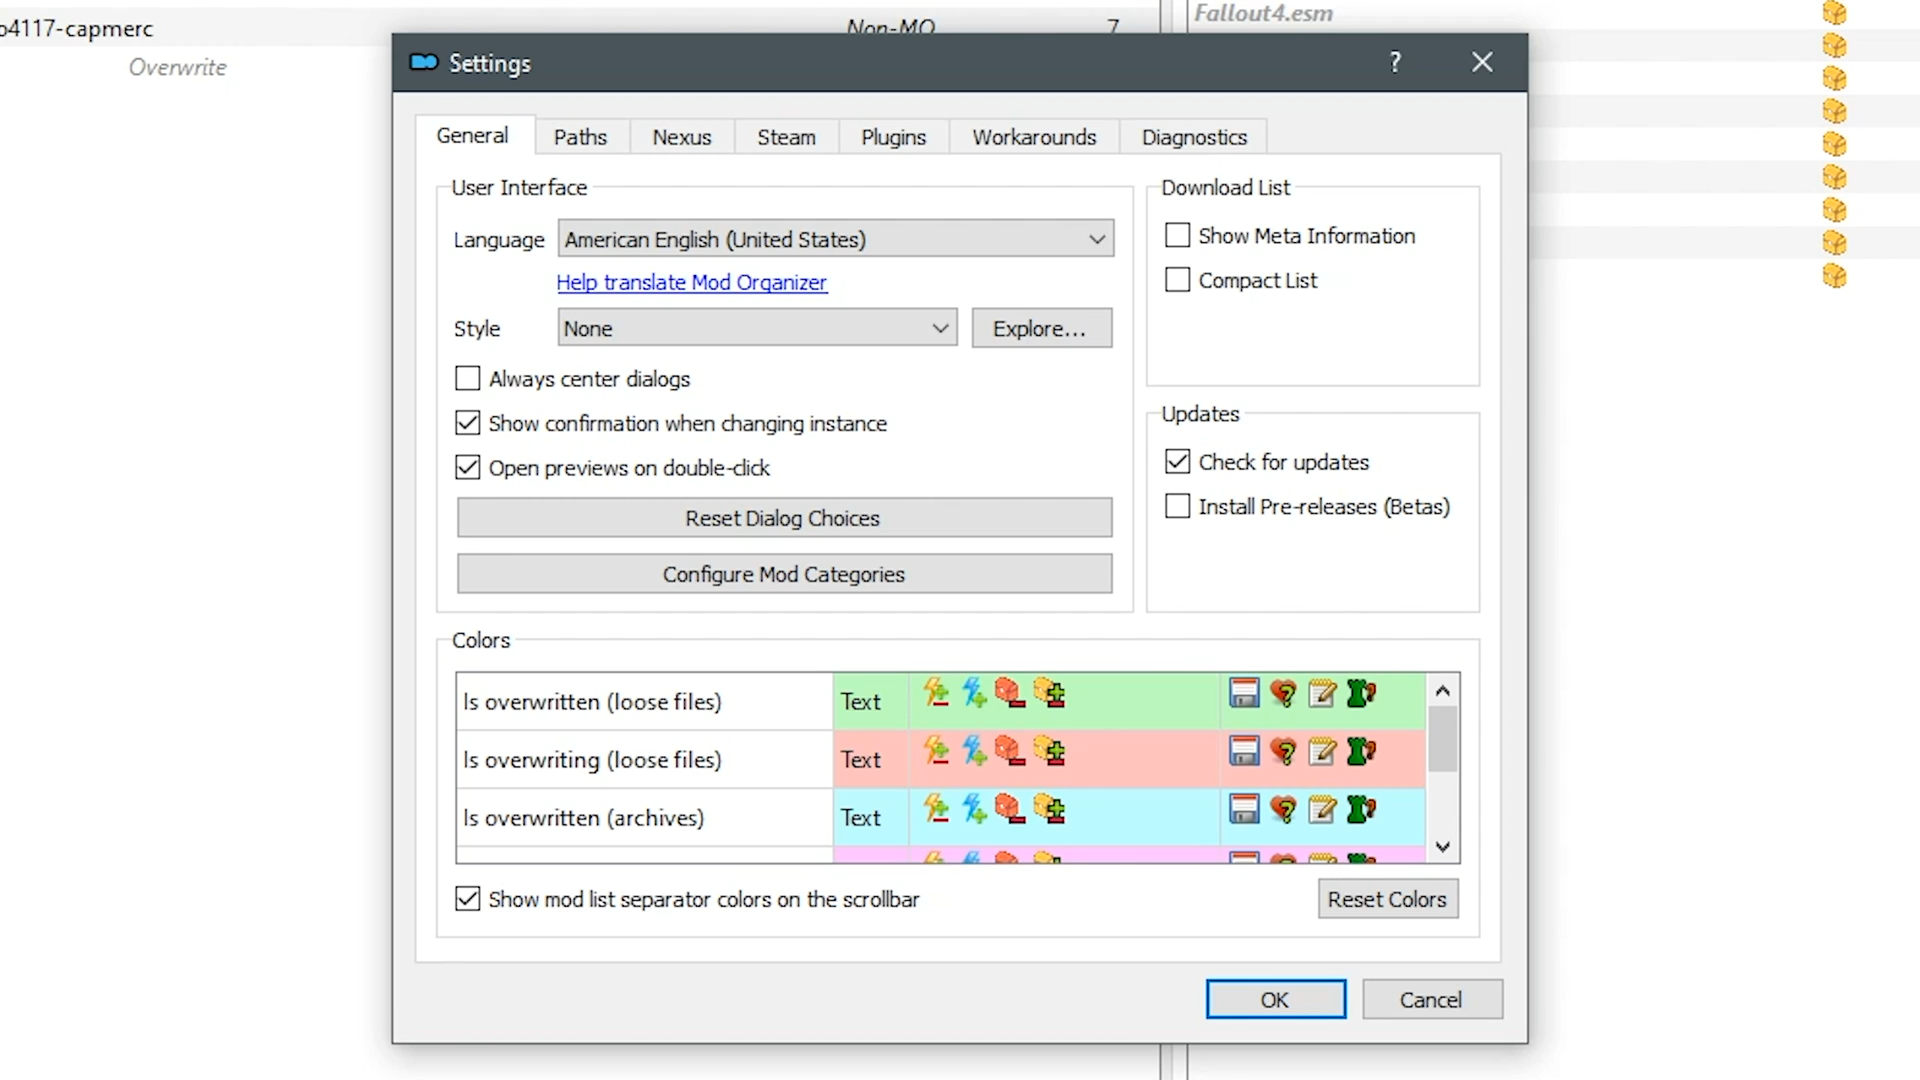 o4117-capmerc
Non-MO
7
Overwrite
Fallout4.esm
Settings
?
General
Paths
Nexus
Steam
Plugins
Workarounds
Diagnostics
User Interface
Language
American English (United States)
Help translate Mod Organizer
Style
None
Explore...
Always center dialogs
Show confirmation when changing instance
Open previews on double-click
Reset Dialog Choices
Configure Mod Categories
Download List
Show Meta Information
Compact List
Updates
Check for updates
Install Pre-releases (Betas)
Colors
Is overwritten (loose files)
Text
Is overwriting (loose files)
Text
Is overwritten (archives)
Text
Show mod list separator colors on the scrollbar
Reset Colors
OK
Cancel